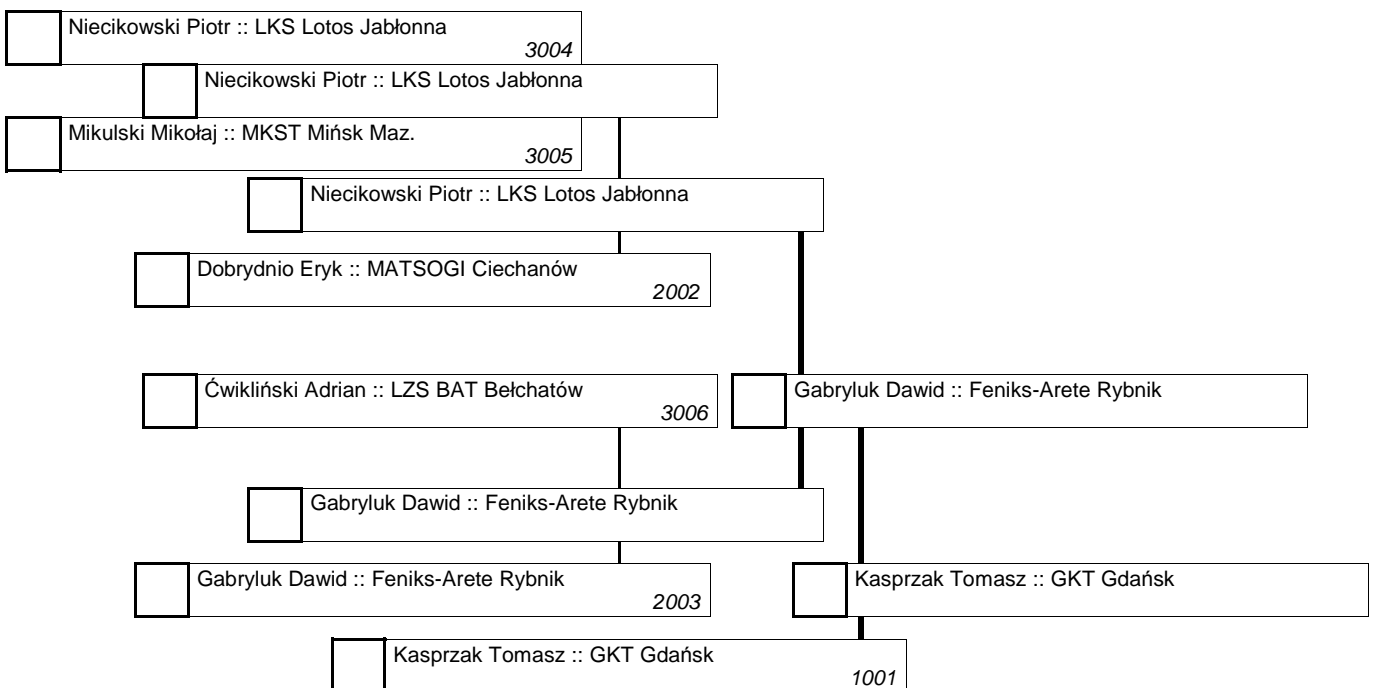 Niecikowski Piotr :: LKS Lotos Jabłonna
3004
Niecikowski Piotr :: LKS Lotos Jabłonna
Mikulski Mikołaj :: MKST Mińsk Maz.
3005
Niecikowski Piotr :: LKS Lotos Jabłonna
Dobrydnio Eryk :: MATSOGI Ciechanów
2002
Ćwikliński Adrian :: LZS BAT Bełchatów
3006
Gabryluk Dawid :: Feniks-Arete Rybnik
Gabryluk Dawid :: Feniks-Arete Rybnik
Gabryluk Dawid :: Feniks-Arete Rybnik
2003
Kasprzak Tomasz :: GKT Gdańsk
Kasprzak Tomasz :: GKT Gdańsk
1001